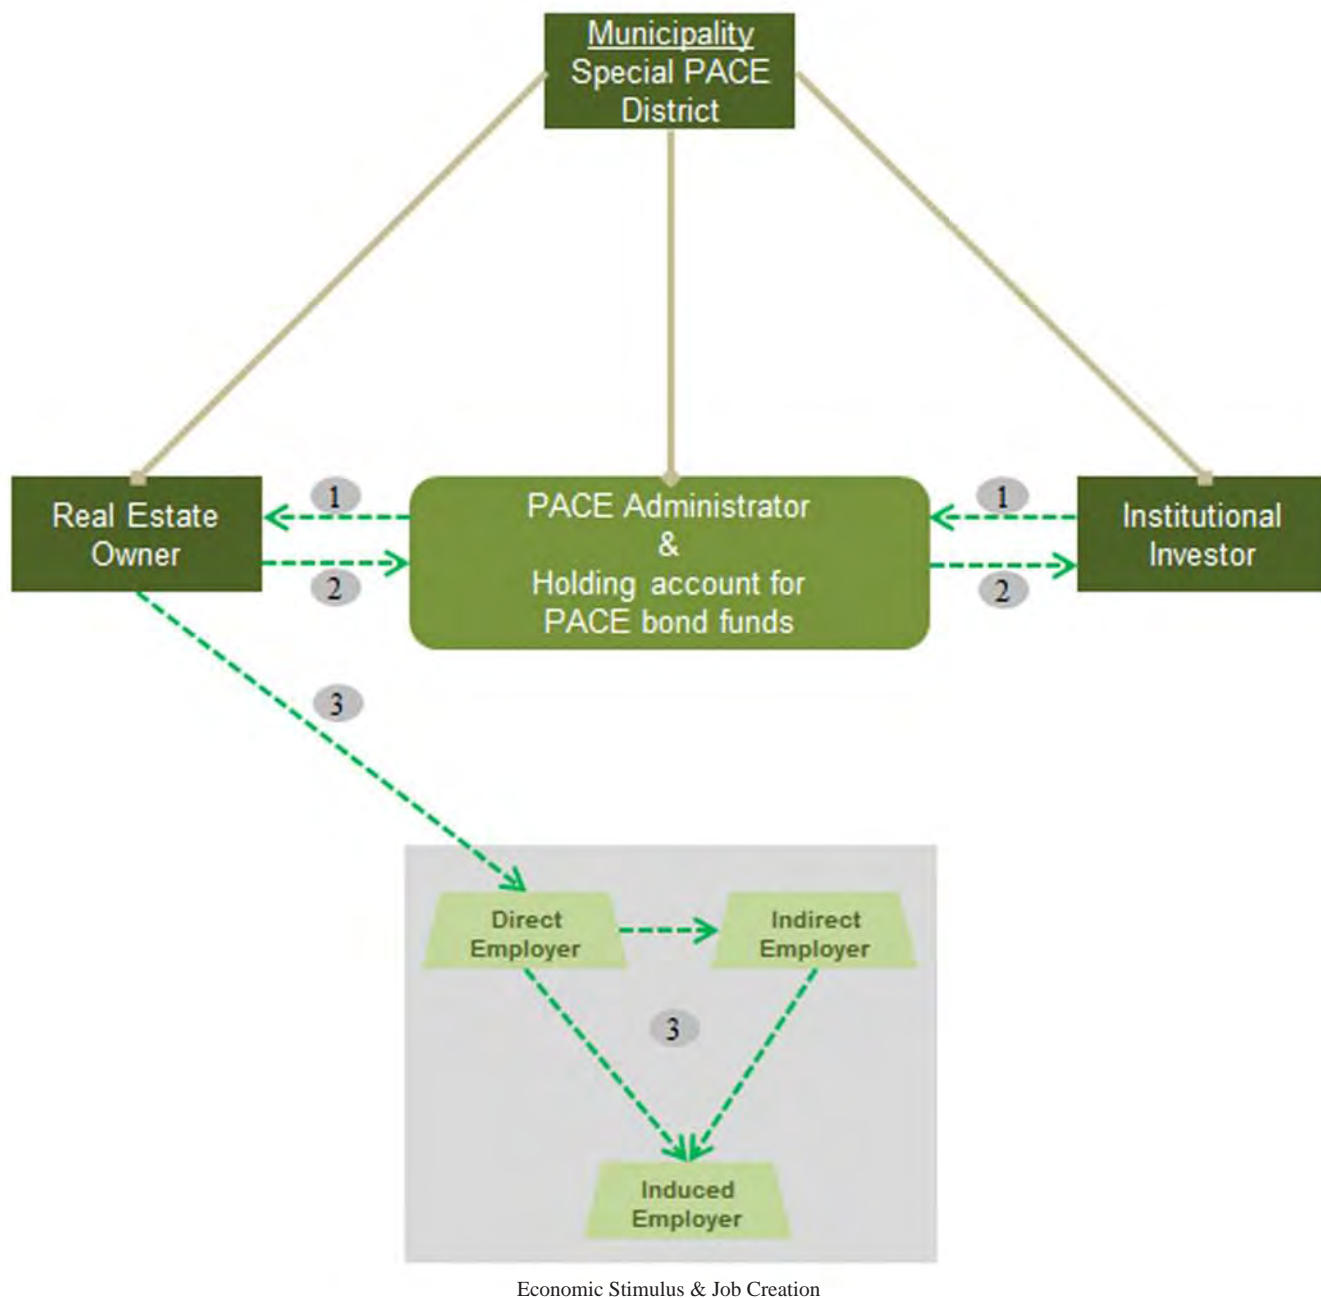 Municipality
Special PACE
District
1
1
Real Estate
Owner
PACE Administrator
&
Holding account for
PACE bond funds
Institutional
Investor
2
2
3
Direct
Employer
Indirect
Employer
3
Induced
Employer
Economic Stimulus & Job Creation